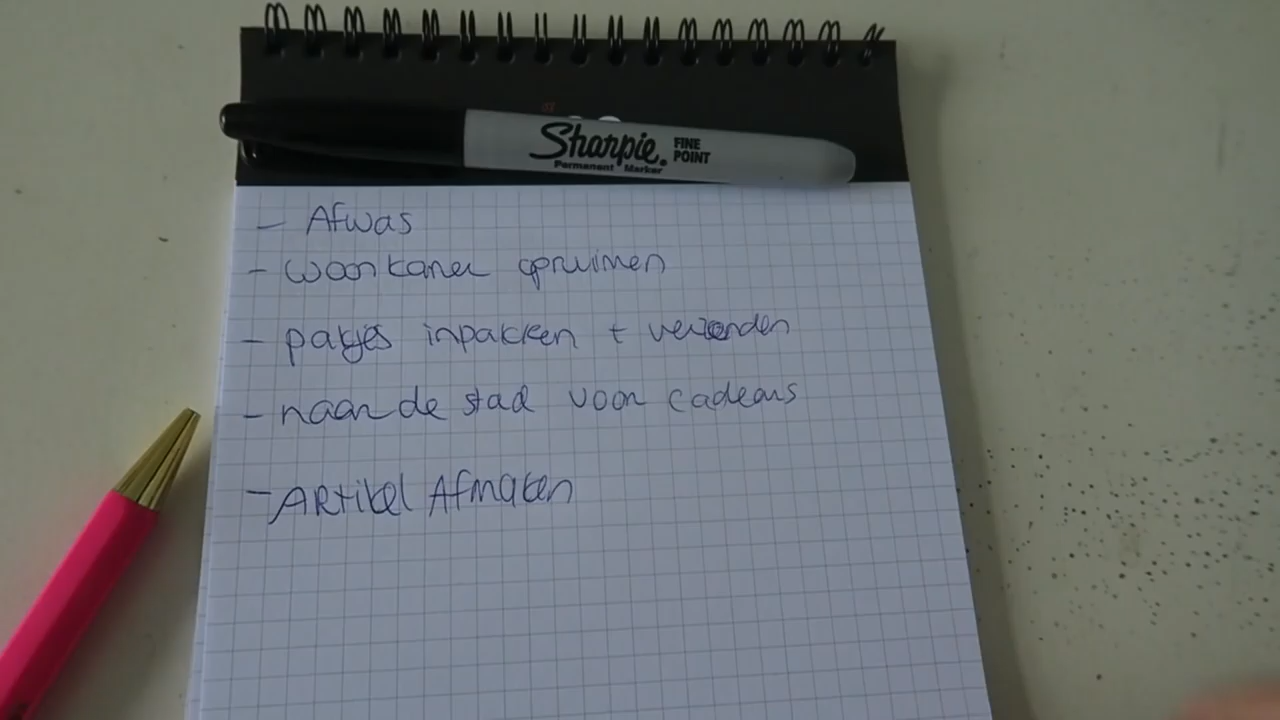 Sharpie. FINE POINT
Permanent Marker
- Afwas
- woonkamer opruimen
- pakjes inpakken + verzenden
- naar de stad voor cadeaus
- ARtikel Afmaken